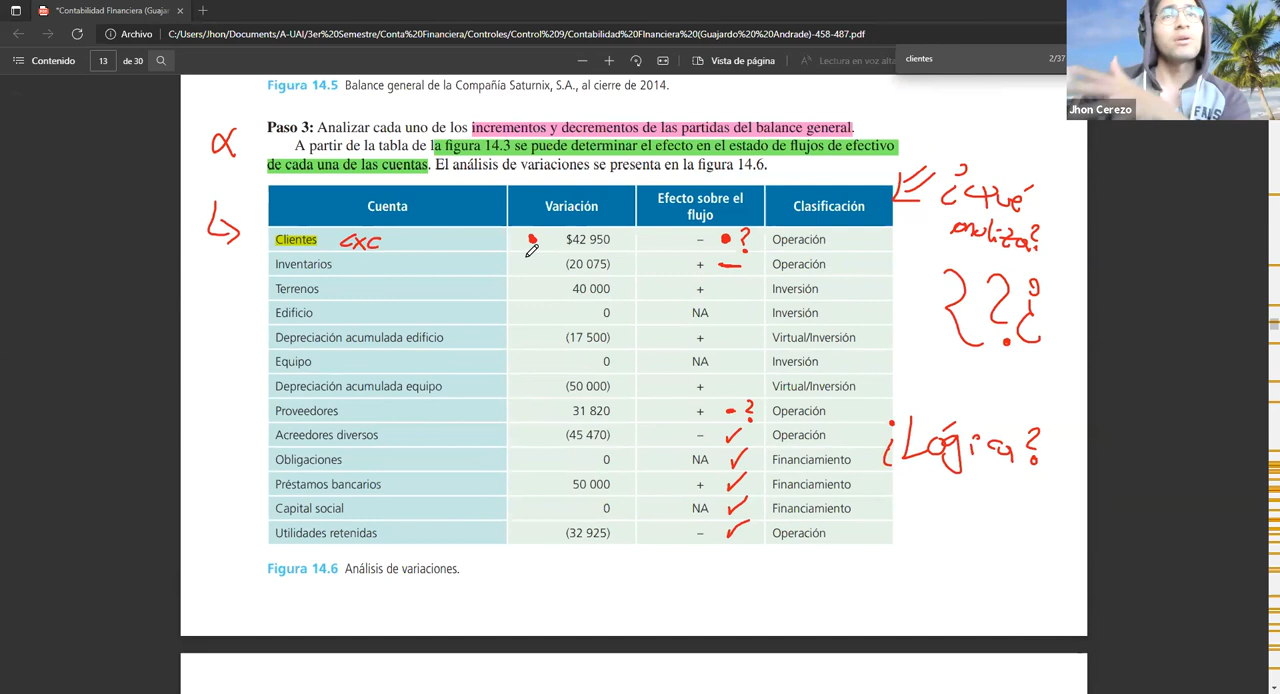 *Contabilidad FInanciera (Guajar
Archivo C:/Users/Jhon/Documents/A-UAI/3er%20Semestre/Conta%20Financiera/Controles/Control%209/Contabilidad%20FInanciera%20(Guajardo%20%20Andrade)-458-487.pdf
Contenido 13 de 30 Vista de página Lectura en voz alta
clientes 2/37
Jhon Cerezo
Figura 14.5 Balance general de la Compañía Saturnix, S.A., al cierre de 2014.
Paso 3: Analizar cada uno de los incrementos y decrementos de las partidas del balance general.
A partir de la tabla de la figura 14.3 se puede determinar el efecto en el estado de flujos de efectivo
de cada una de las cuentas. El análisis de variaciones se presenta en la figura 14.6.
α
Cuenta Variación Efecto sobre el flujo Clasificación
Clientes CXC $42 950 – ? Operación
Inventarios (20 075) + – Operación
Terrenos 40 000 + Inversión
Edificio 0 NA Inversión
Depreciación acumulada edificio (17 500) + Virtual/Inversión
Equipo 0 NA Inversión
Depreciación acumulada equipo (50 000) + Virtual/Inversión
Proveedores 31 820 + - ? Operación
Acreedores diversos (45 470) – ✓ Operación
Obligaciones 0 NA ✓ Financiamiento
Préstamos bancarios 50 000 + ✓ Financiamiento
Capital social 0 NA ✓ Financiamiento
Utilidades retenidas (32 925) – ✓ Operación
¿Qué
analiza?
¿Lógica?
Figura 14.6 Análisis de variaciones.